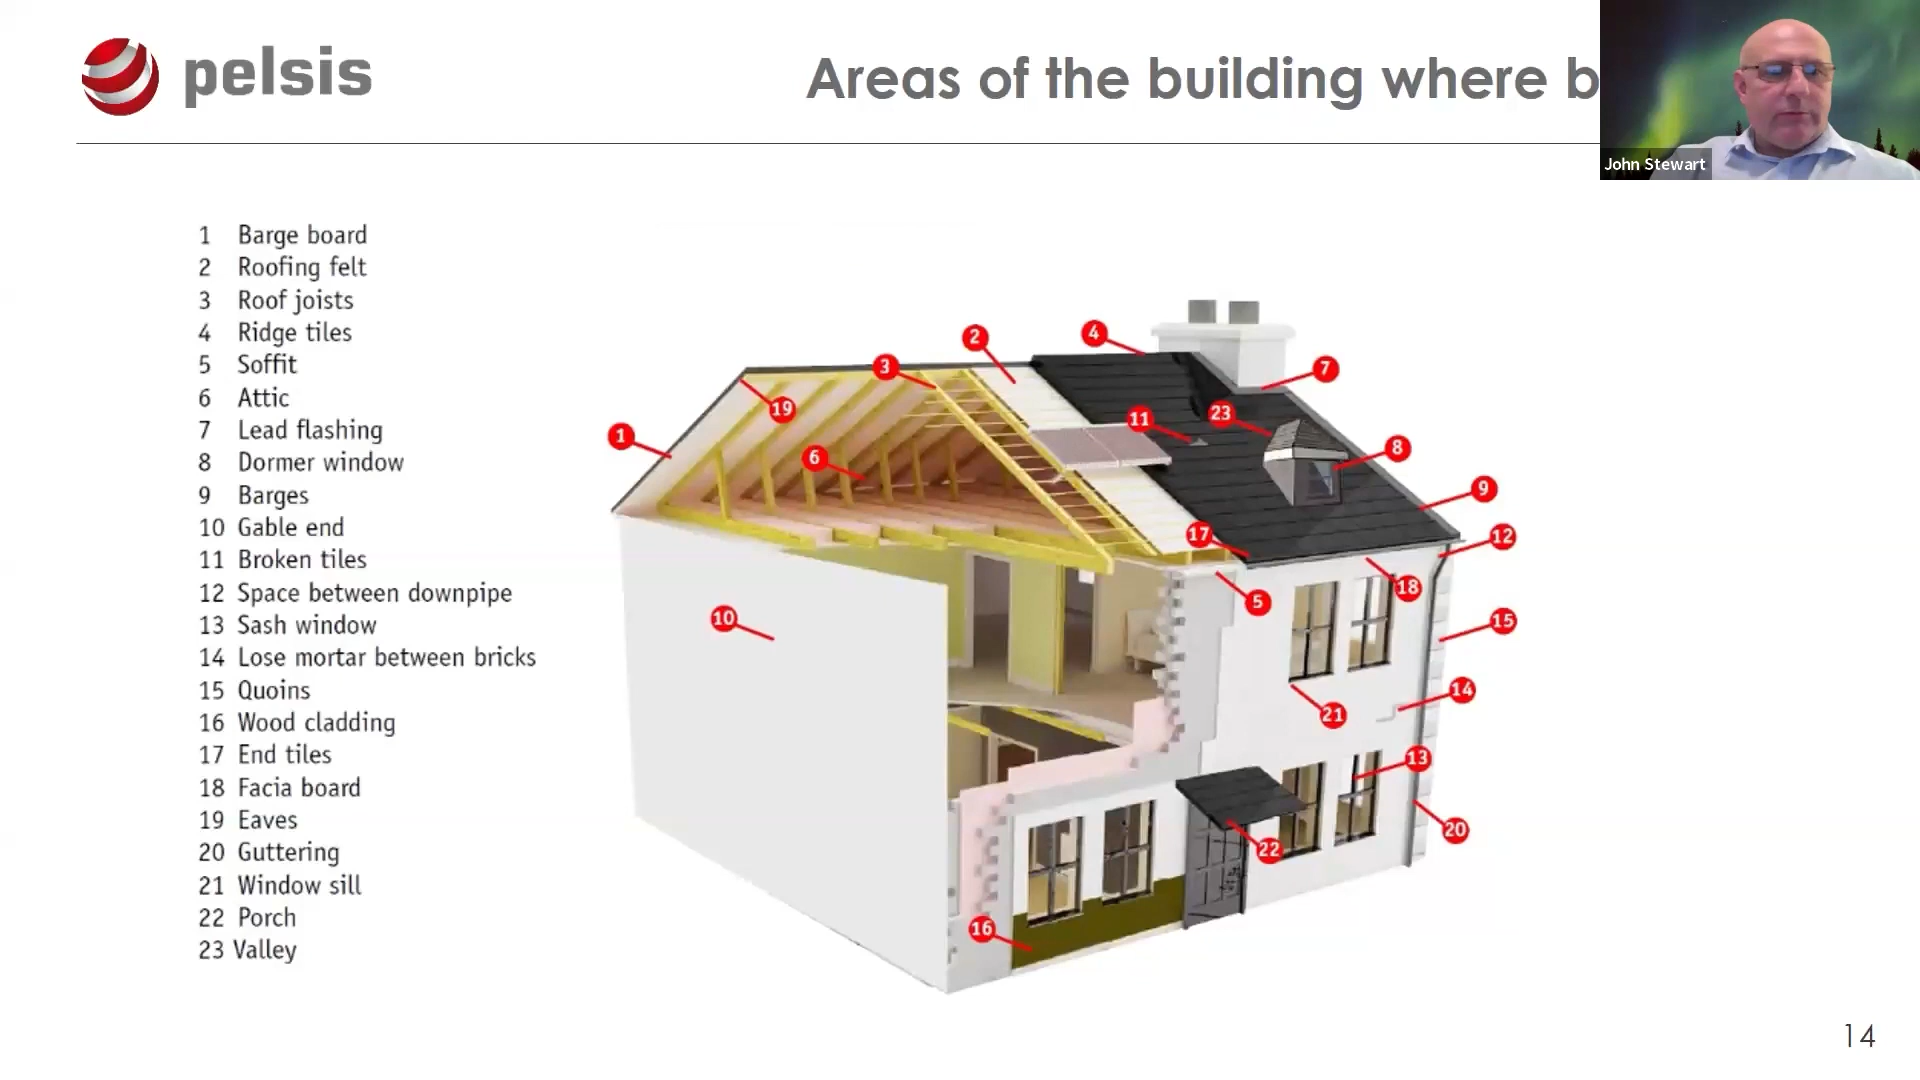 pelsis
Areas of the building where b
John Stewart
1 Barge board
2 Roofing felt
3 Roof joists
4 Ridge tiles
5 Soffit
6 Attic
7 Lead flashing
8 Dormer window
9 Barges
10 Gable end
11 Broken tiles
12 Space between downpipe
13 Sash window
14 Lose mortar between bricks
15 Quoins
16 Wood cladding
17 End tiles
18 Facia board
19 Eaves
20 Guttering
21 Window sill
22 Porch
23 Valley
4
2
3
7
19
11
23
1
8
6
9
17
12
18
5
10
15
14
21
13
20
22
16
14